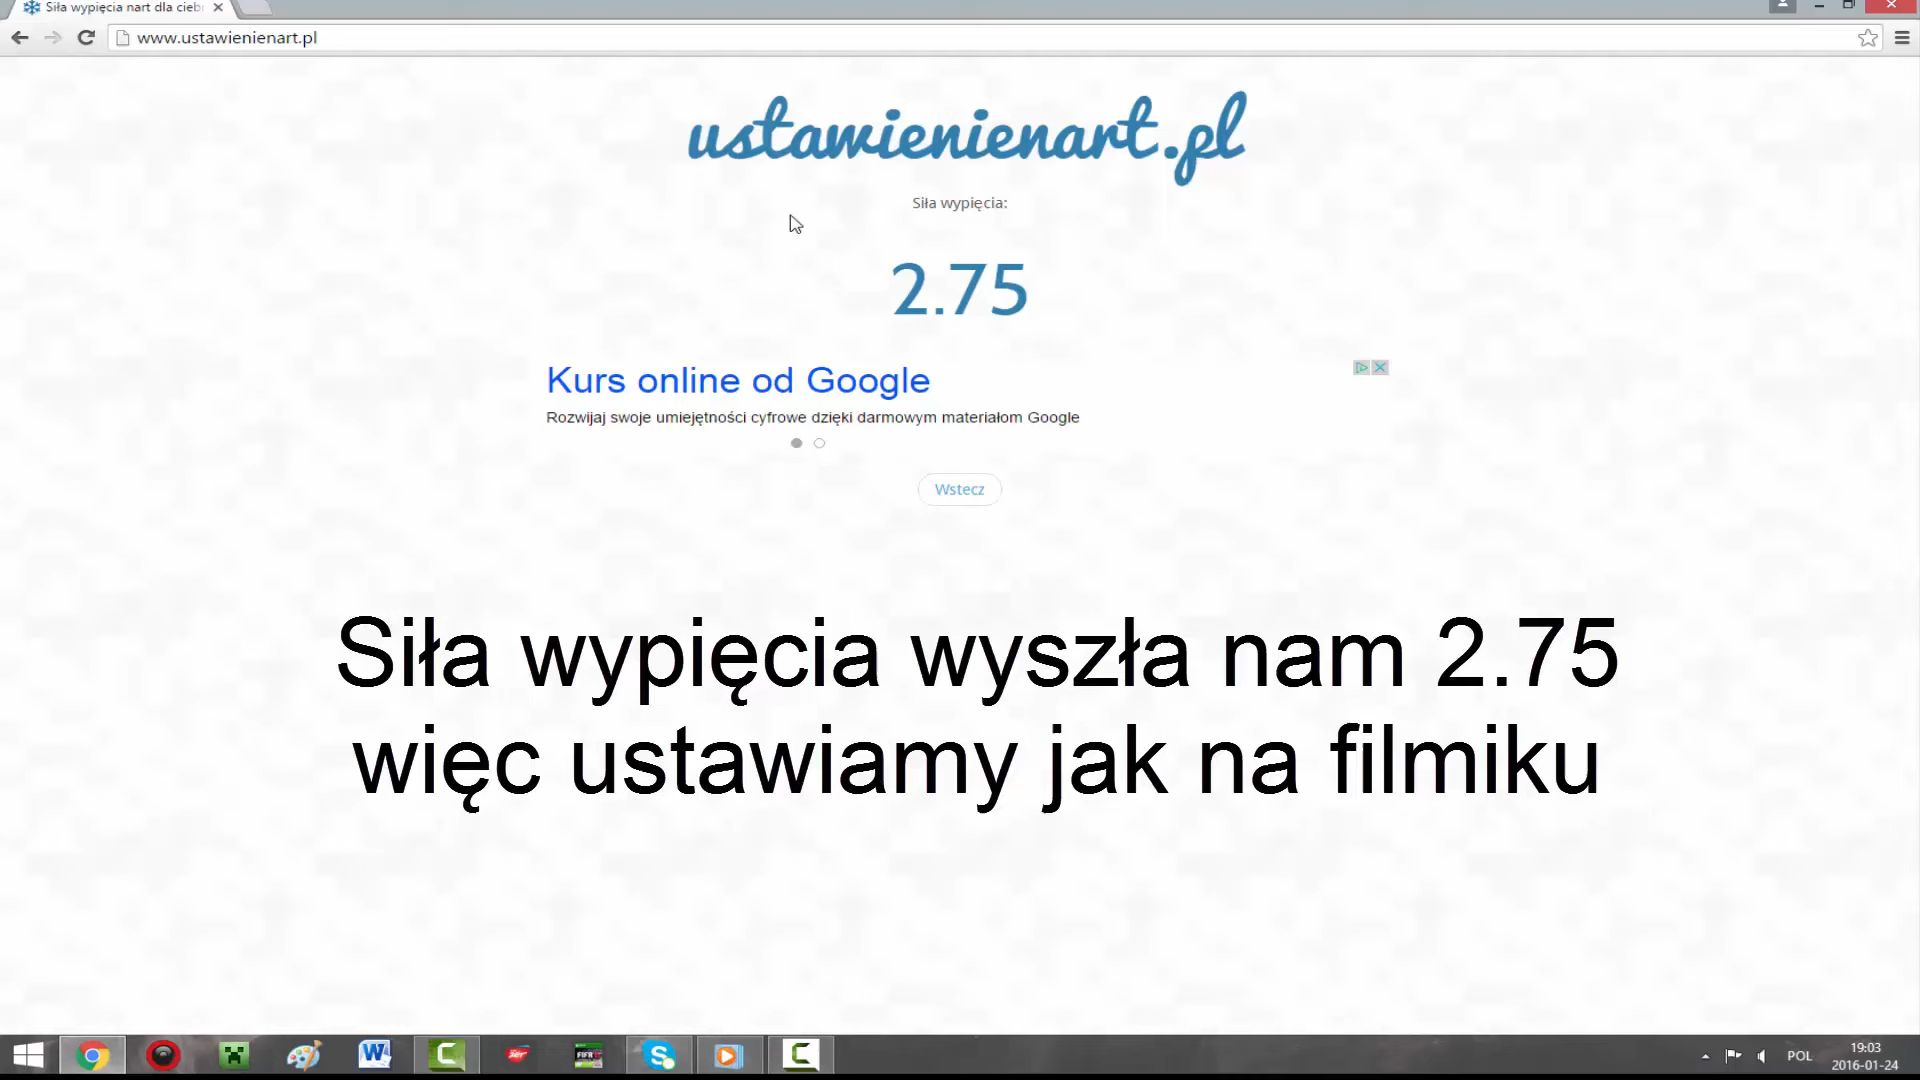 Siła wypięcia nart dla cieb
www.ustawienienart.pl
ustawienienart.pl
Siła wypięcia:
2.75
Kurs online od Google
Rozwijaj swoje umiejętności cyfrowe dzięki darmowym materiałom Google
Wstecz
Siła wypięcia wyszła nam 2.75
więc ustawiamy jak na filmiku
POL
19:03
2016-01-24